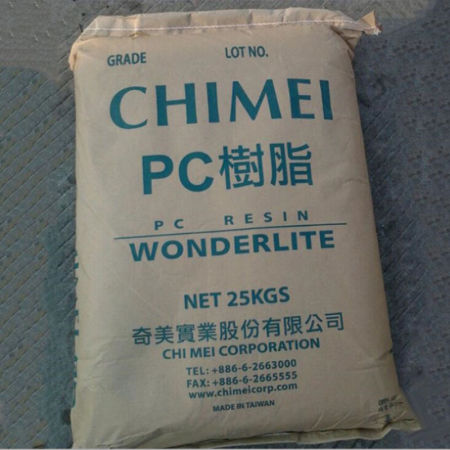 GRADE LOT NO.
CHIMEI
PC樹脂
PC RESIN
WONDERLITE
NET 25KGS
奇美實業股份有限公司
CHI MEI CORPORATION
TEL: +886-6-2663000
FAX: +886-6-2665555
www.chimeicorp.com
MADE IN TAIWAN